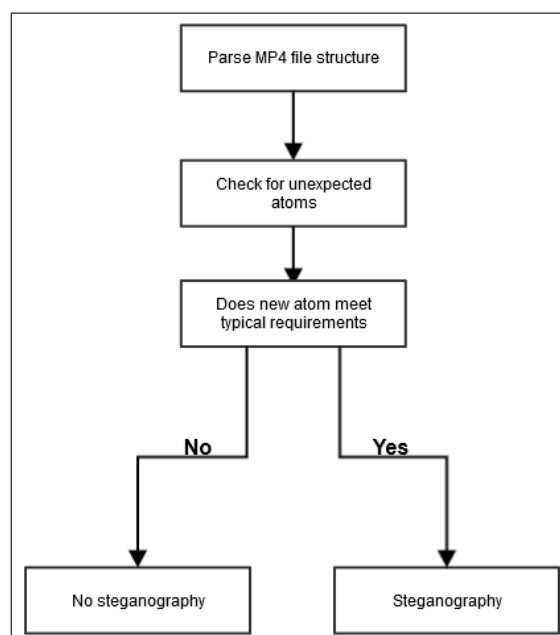 Parse MP4 file structure
Check for unexpected
atoms
Does new atom meet
typical requirements
No
Yes
No steganography
Steganography